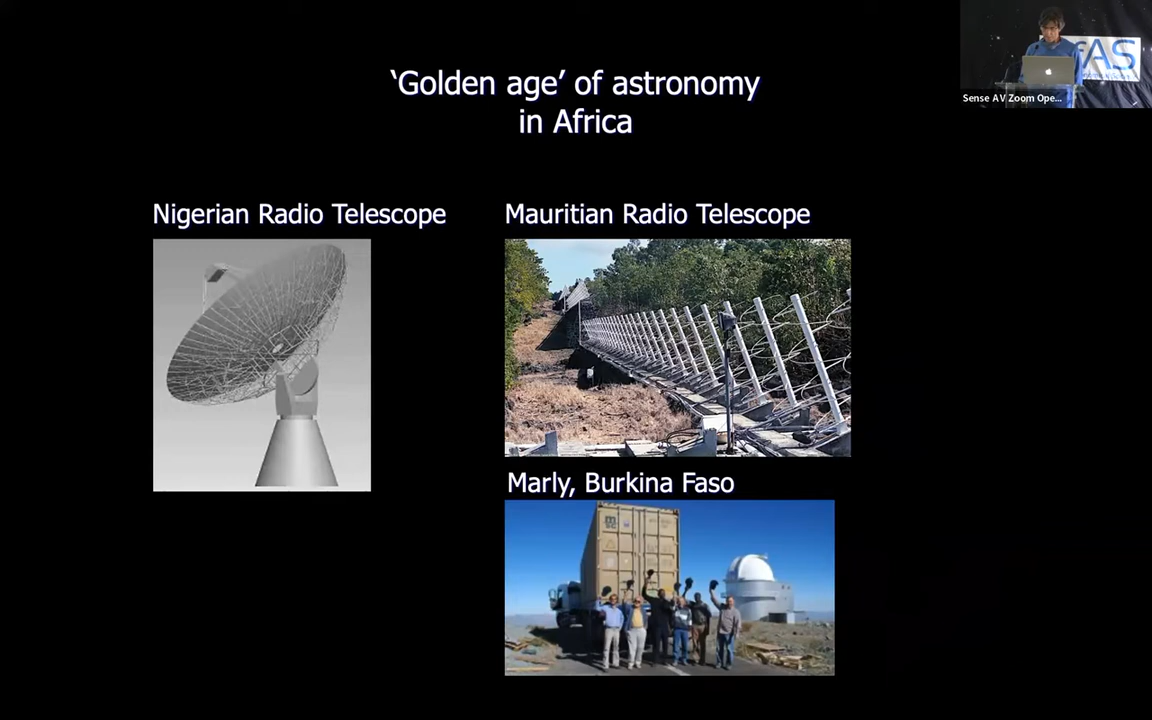 'Golden age' of astronomy
in Africa
AS
Sense AV Zoom Ope...
Nigerian Radio Telescope
Mauritian Radio Telescope
Marly, Burkina Faso